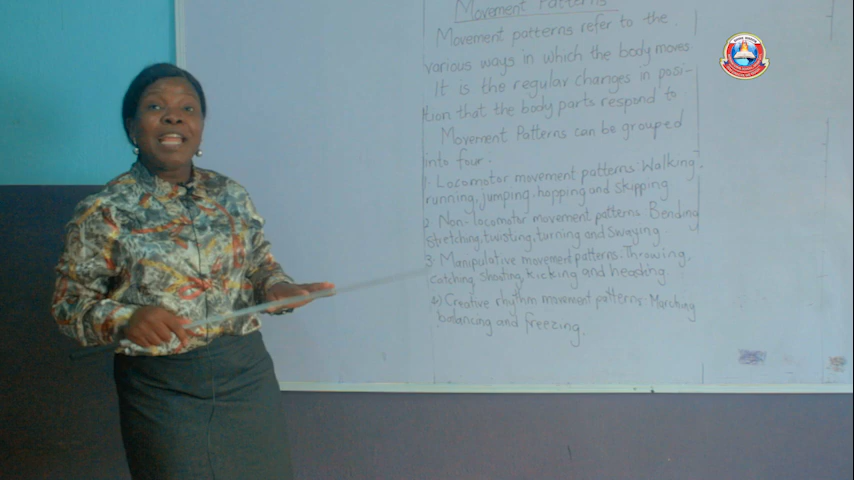 Movement Patterns
Movement patterns refer to the
various ways in which the body moves
It is the regular changes in posi-
tion that the body parts respond to
Movement Patterns can be grouped
into four.
1. Locomotor movement patterns: Walking,
running, jumping, hopping and skipping
2. Non-locomotor movement patterns. Bending
Stretching, twisting, turning and swaying
3. Manipulative movement patterns: Throwing,
catching, shooting, kicking and heading
4) Creative rhythm movement patterns: Marching
balancing and freezing.